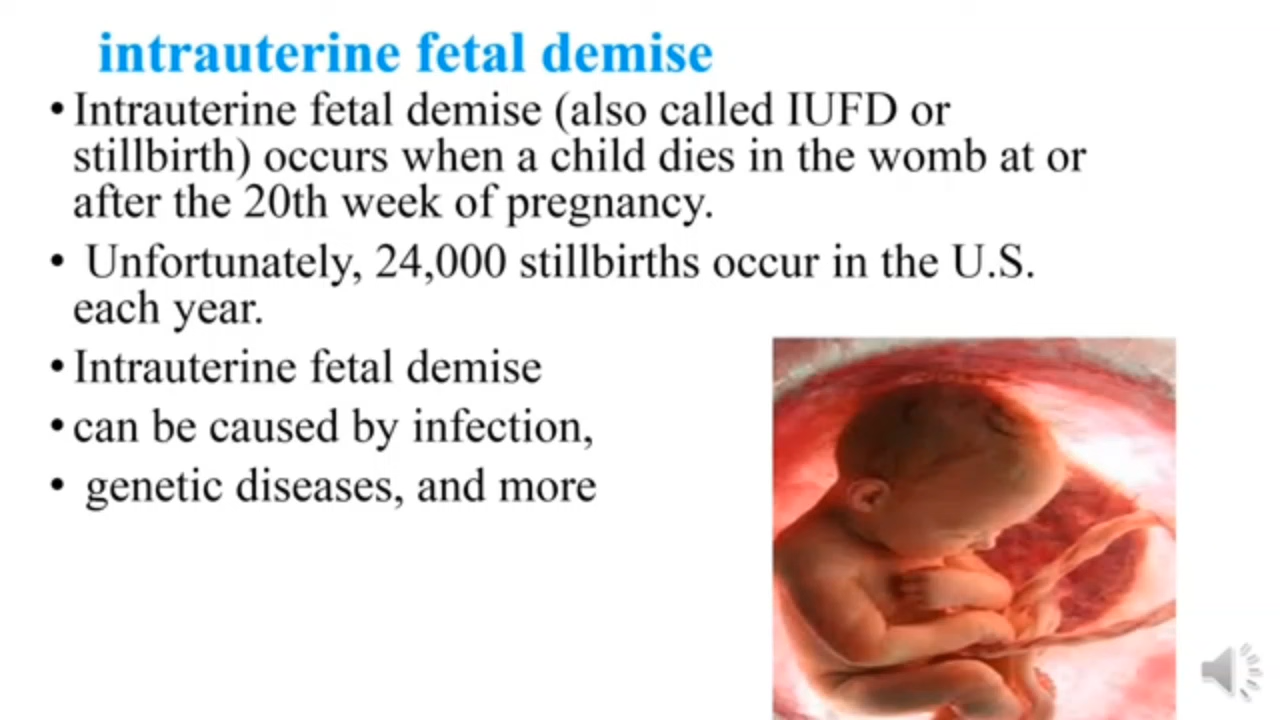 intrauterine fetal demise
• Intrauterine fetal demise (also called IUFD or
stillbirth) occurs when a child dies in the womb at or
after the 20th week of pregnancy.
• Unfortunately, 24,000 stillbirths occur in the U.S.
each year.
• Intrauterine fetal demise
• can be caused by infection,
• genetic diseases, and more